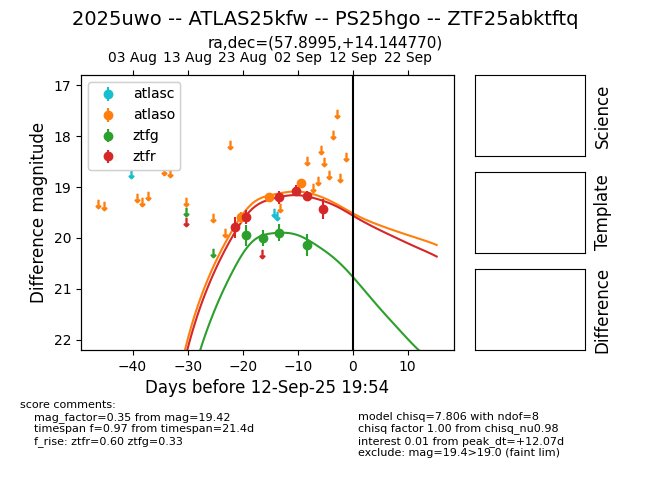 2025uwo -- ATLAS25kfw -- PS25hgo -- ZTF25abktftq
ra,dec=(57.8995,+14.144770)
03 Aug 13 Aug 23 Aug 02 Sep 12 Sep 22 Sep
17
18
19
20
21
22
Difference magnitude
atlasc
atlaso
ztfg
ztfr
−40 −30 −20 −10 0 10
Days before 12-Sep-25 19:54
Science
Template
Difference
score comments:
mag_factor=0.35 from mag=19.42
timespan f=0.97 from timespan=21.4d
f_rise: ztfr=0.60 ztfg=0.33
model chisq=7.806 with ndof=8
chisq factor 1.00 from chisq_nu0.98
interest 0.01 from peak_dt=+12.07d
exclude: mag=19.4>19.0 (faint lim)